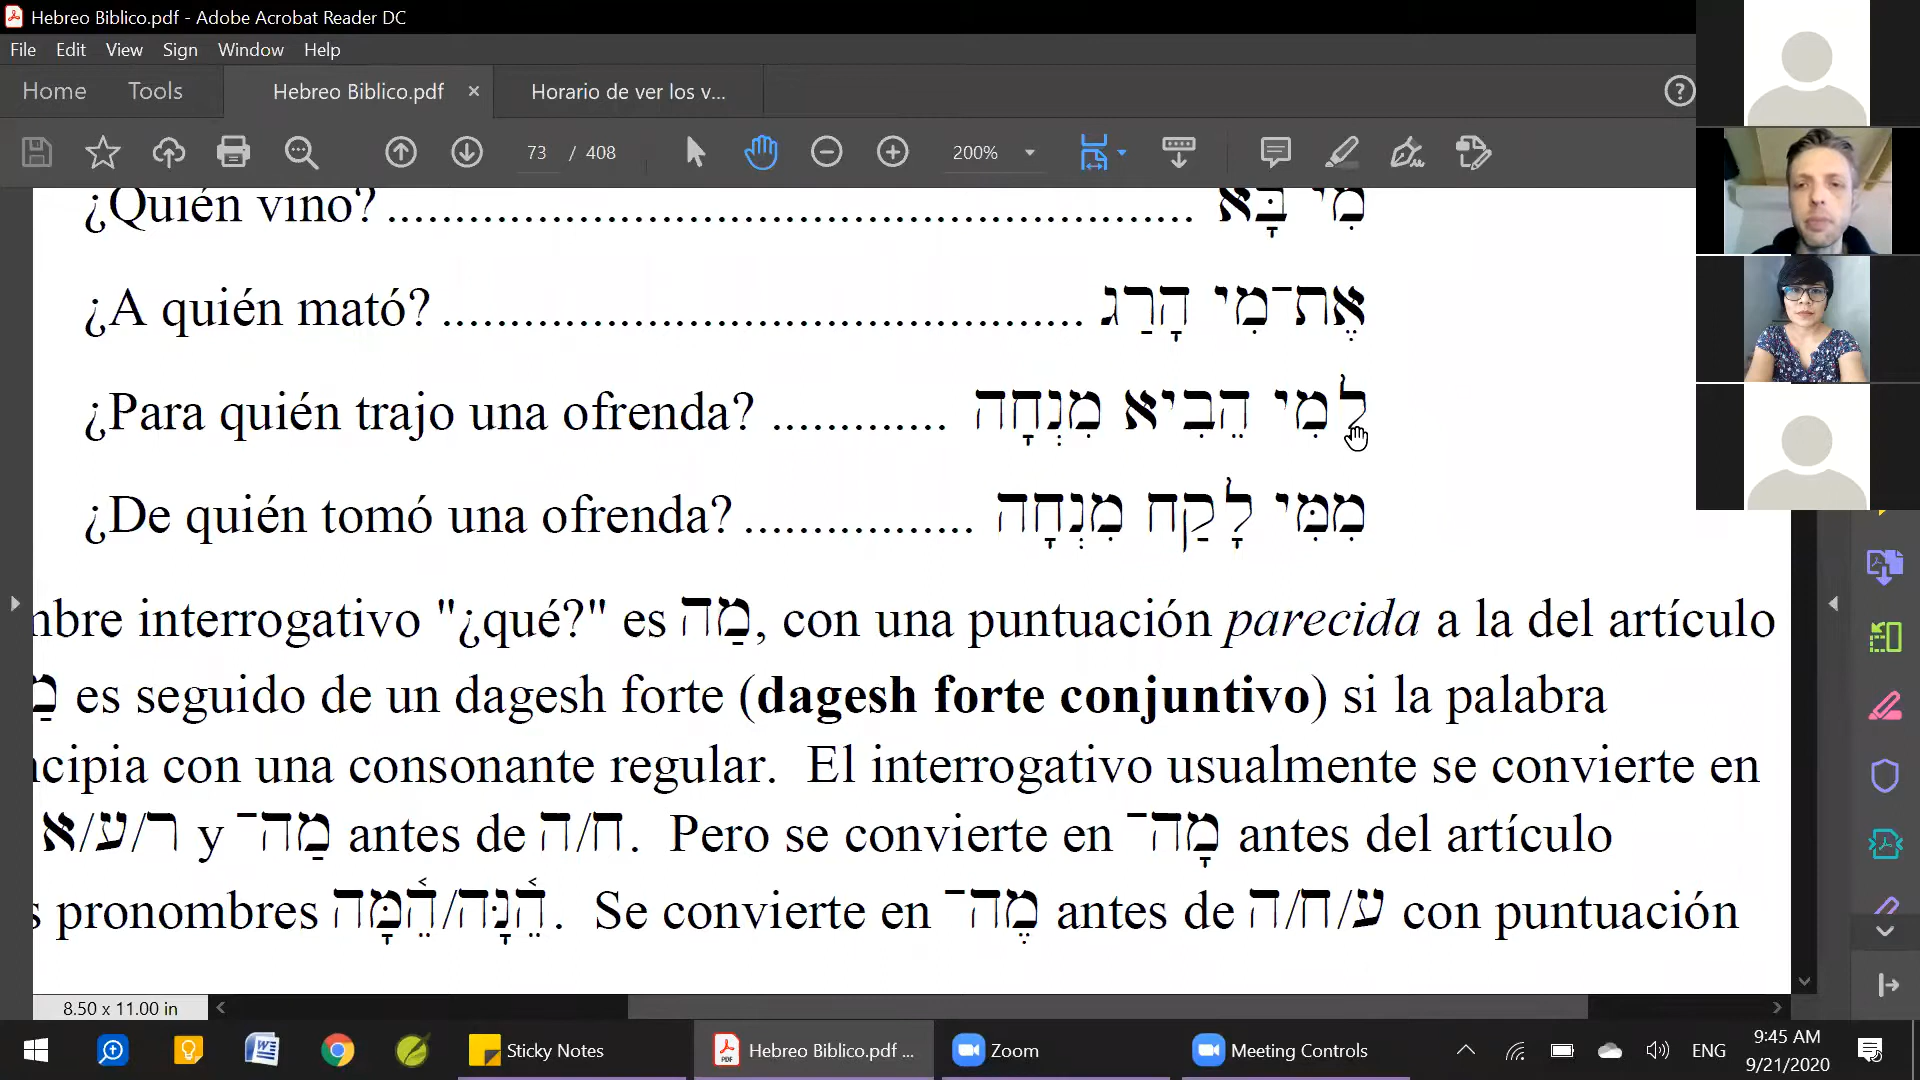 Hebreo Biblico.pdf - Adobe Acrobat Reader DC
File Edit View Sign Window Help
Home Tools Hebreo Biblico.pdf × Horario de ver los v...
73 / 408 200%
¿Quién vino? מִי בָּא
¿A quién mató? אֶת־מִי הָרַג
¿Para quién trajo una ofrenda? לְמִי הֵבִיא מִנְחָה
¿De quién tomó una ofrenda? מִמִּי לָקַח מִנְחָה
mbre interrogativo "¿qué?" es מַה, con una puntuación parecida a la del artículo
מַ es seguido de un dagesh forte (dagesh forte conjuntivo) si la palabra
ncipia con una consonante regular. El interrogativo usualmente se convierte en
א/ע/ר y מַה־ antes de ה/ח. Pero se convierte en מָה־ antes del artículo
s pronombres הֵ֫מָּה/הֵ֫נָּה. Se convierte en מֶה־ antes de ה/ח/ע con puntuación
8.50 x 11.00 in
Sticky Notes Hebreo Biblico.pdf ... Zoom Meeting Controls ENG 9:45 AM
9/21/2020